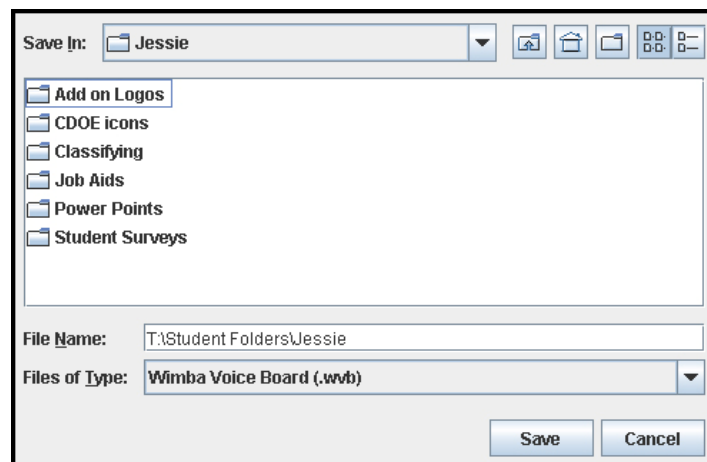 Save In: Jessie
Add on Logos
CDOE icons
Classifying
Job Aids
Power Points
Student Surveys
File Name: T:\Student Folders\Jessie
Files of Type: Wimba Voice Board (.wvb)
Save Cancel